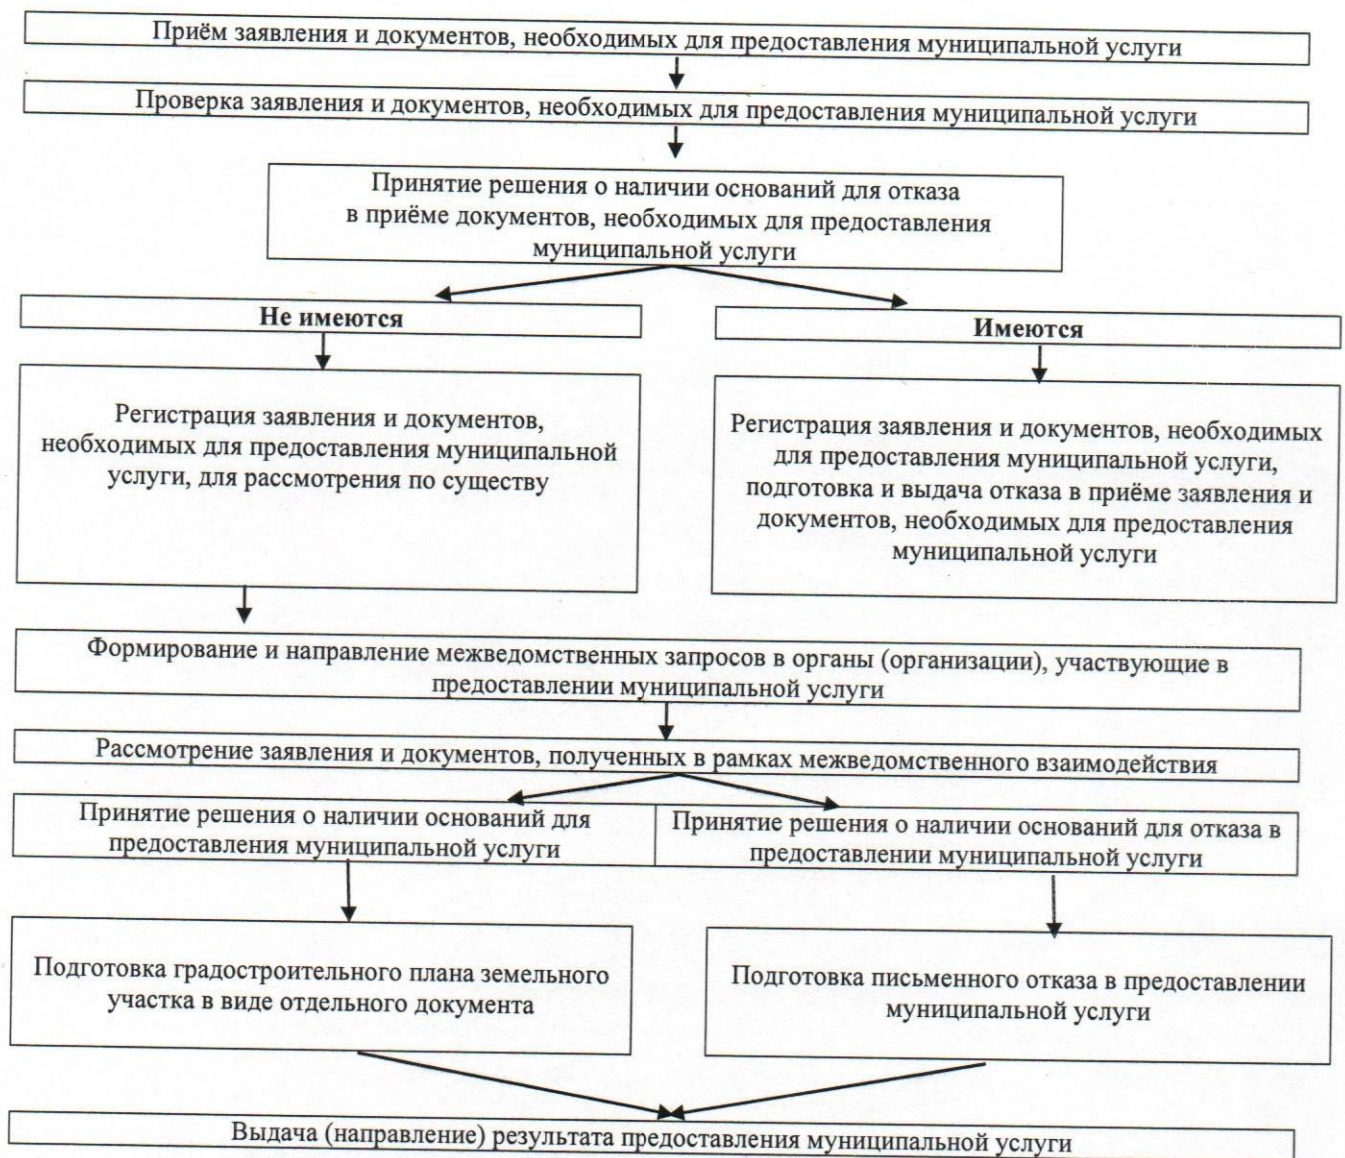 Приём заявления и документов, необходимых для предоставления муниципальной услуги
Проверка заявления и документов, необходимых для предоставления муниципальной услуги
Принятие решения о наличии оснований для отказа
в приёме документов, необходимых для предоставления
муниципальной услуги
Не имеются
Имеются
Регистрация заявления и документов,
необходимых для предоставления муниципальной
услуги, для рассмотрения по существу
Регистрация заявления и документов, необходимых
для предоставления муниципальной услуги,
подготовка и выдача отказа в приёме заявления и
документов, необходимых для предоставления
муниципальной услуги
Формирование и направление межведомственных запросов в органы (организации), участвующие в
предоставлении муниципальной услуги
Рассмотрение заявления и документов, полученных в рамках межведомственного взаимодействия
Принятие решения о наличии оснований для
предоставления муниципальной услуги
Принятие решения о наличии оснований для отказа в
предоставлении муниципальной услуги
Подготовка градостроительного плана земельного
участка в виде отдельного документа
Подготовка письменного отказа в предоставлении
муниципальной услуги
Выдача (направление) результата предоставления муниципальной услуги